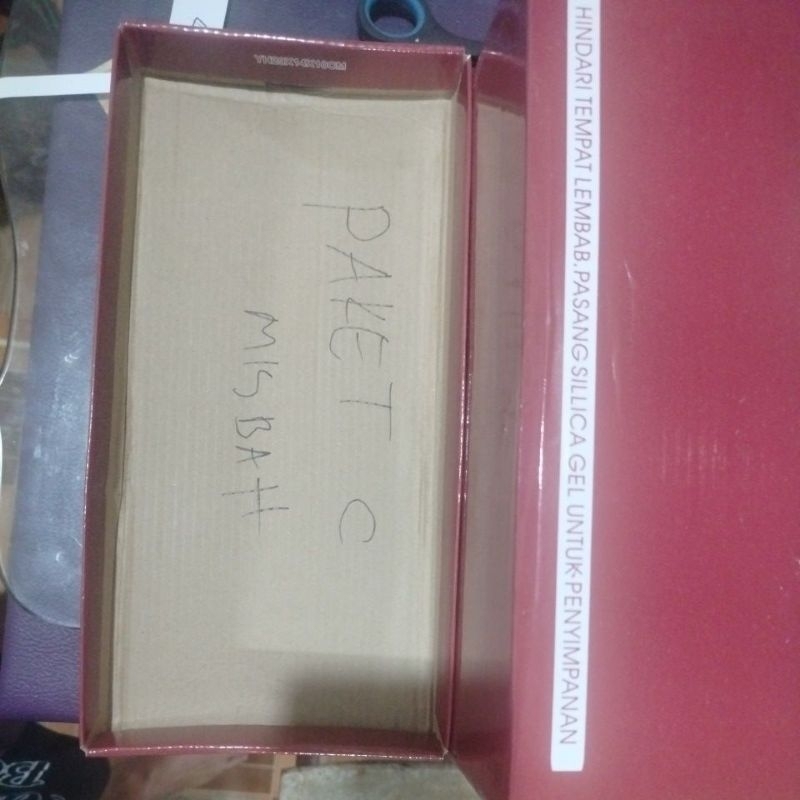 PAKET C
MISBAH
HINDARI TEMPAT LEMBAB. PASANG SILLICA GEL UNTUK PENYIMPANAN